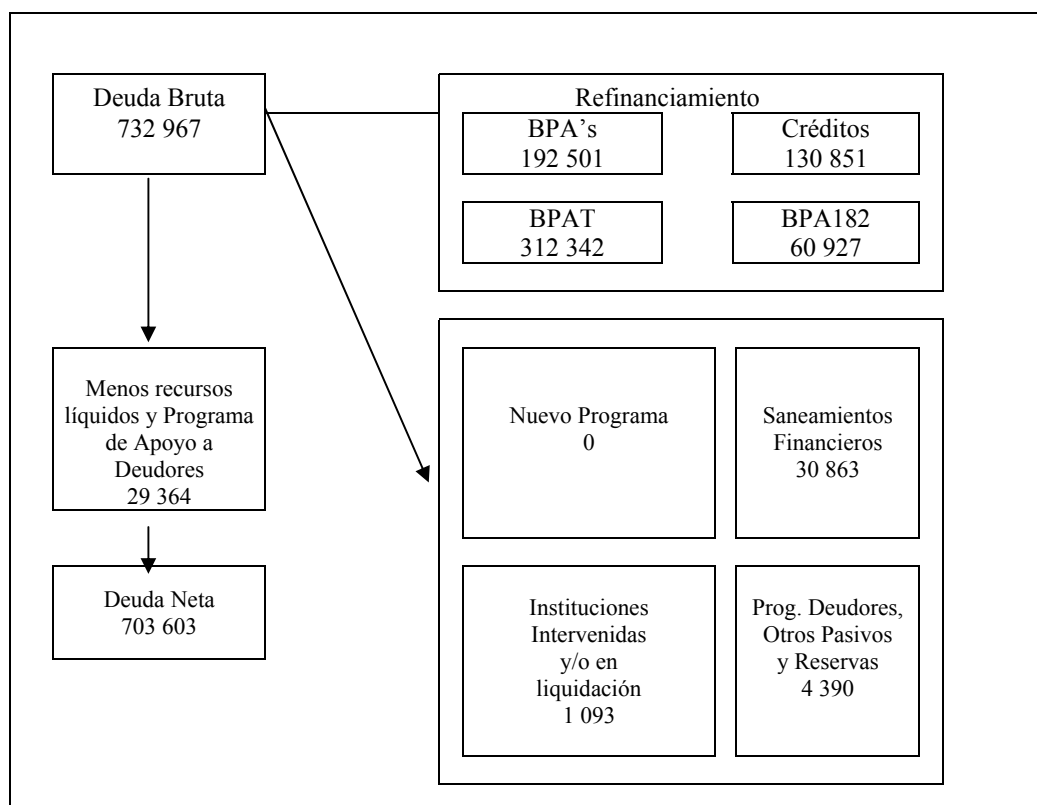 Deuda Bruta
732 967
Refinanciamiento
BPA’s
192 501
Créditos
130 851
BPAT
312 342
BPA182
60 927
Menos recursos
líquidos y Programa
de Apoyo a
Deudores
29 364
Nuevo Programa
0
Saneamientos
Financieros
30 863
Deuda Neta
703 603
Instituciones
Intervenidas
y/o en
liquidación
1 093
Prog. Deudores,
Otros Pasivos
y Reservas
4 390